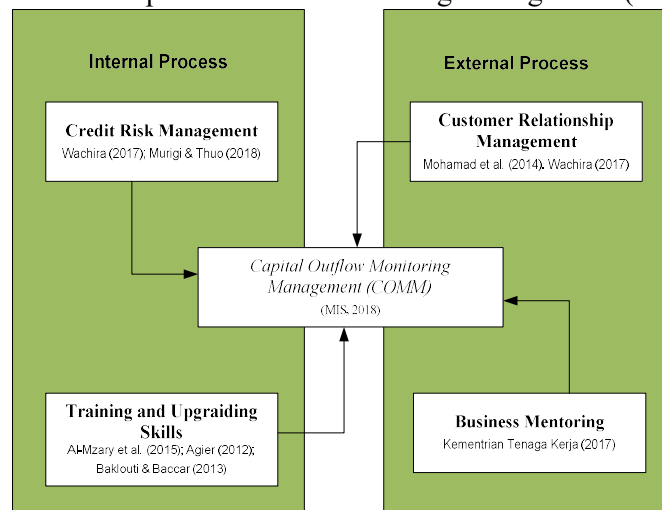 Internal Process
External Process
Credit Risk Management
Wachira (2017); Murigi & Thuo (2018)
Customer Relationship
Management
Mohamad et al. (2014). Wachira (2017)
Capital Outflow Monitoring
Management (COMM)
(MIS, 2018)
Training and Upgraiding
Skills
Al-Mzary et al. (2015); Agier (2012);
Baklouti & Baccar (2013)
Business Mentoring
Kementrian Tenaga Kerja (2017)